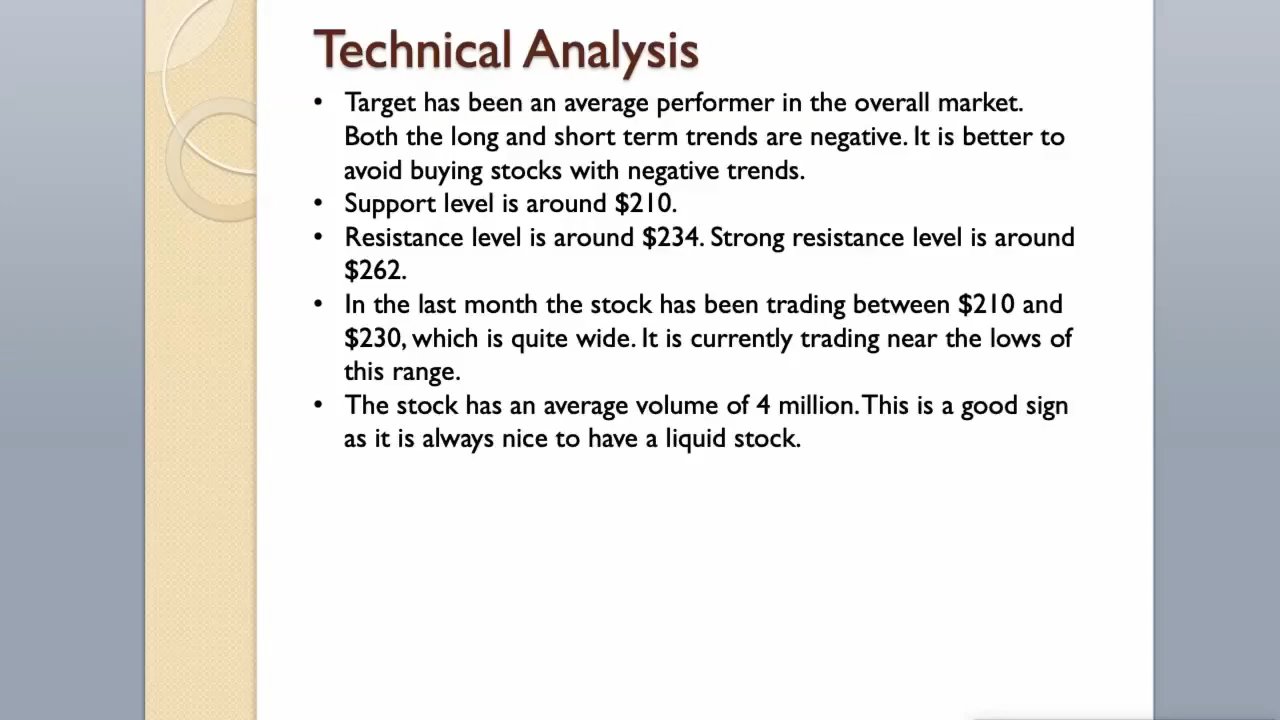 Technical Analysis
• Target has been an average performer in the overall market.
Both the long and short term trends are negative. It is better to
avoid buying stocks with negative trends.
• Support level is around $210.
• Resistance level is around $234. Strong resistance level is around
$262.
• In the last month the stock has been trading between $210 and
$230, which is quite wide. It is currently trading near the lows of
this range.
• The stock has an average volume of 4 million. This is a good sign
as it is always nice to have a liquid stock.